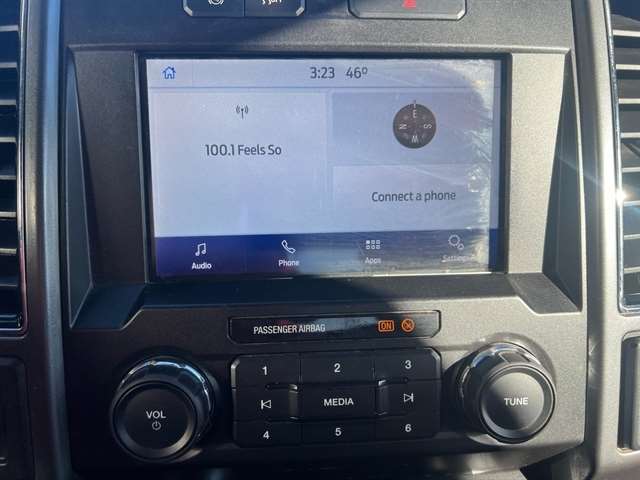 3:23 46°
100.1 Feels So
E
N S
W
Connect a phone
Audio Phone Apps Settings
PASSENGER AIRBAG ON
1 2 3
MEDIA
4 5 6
VOL
TUNE